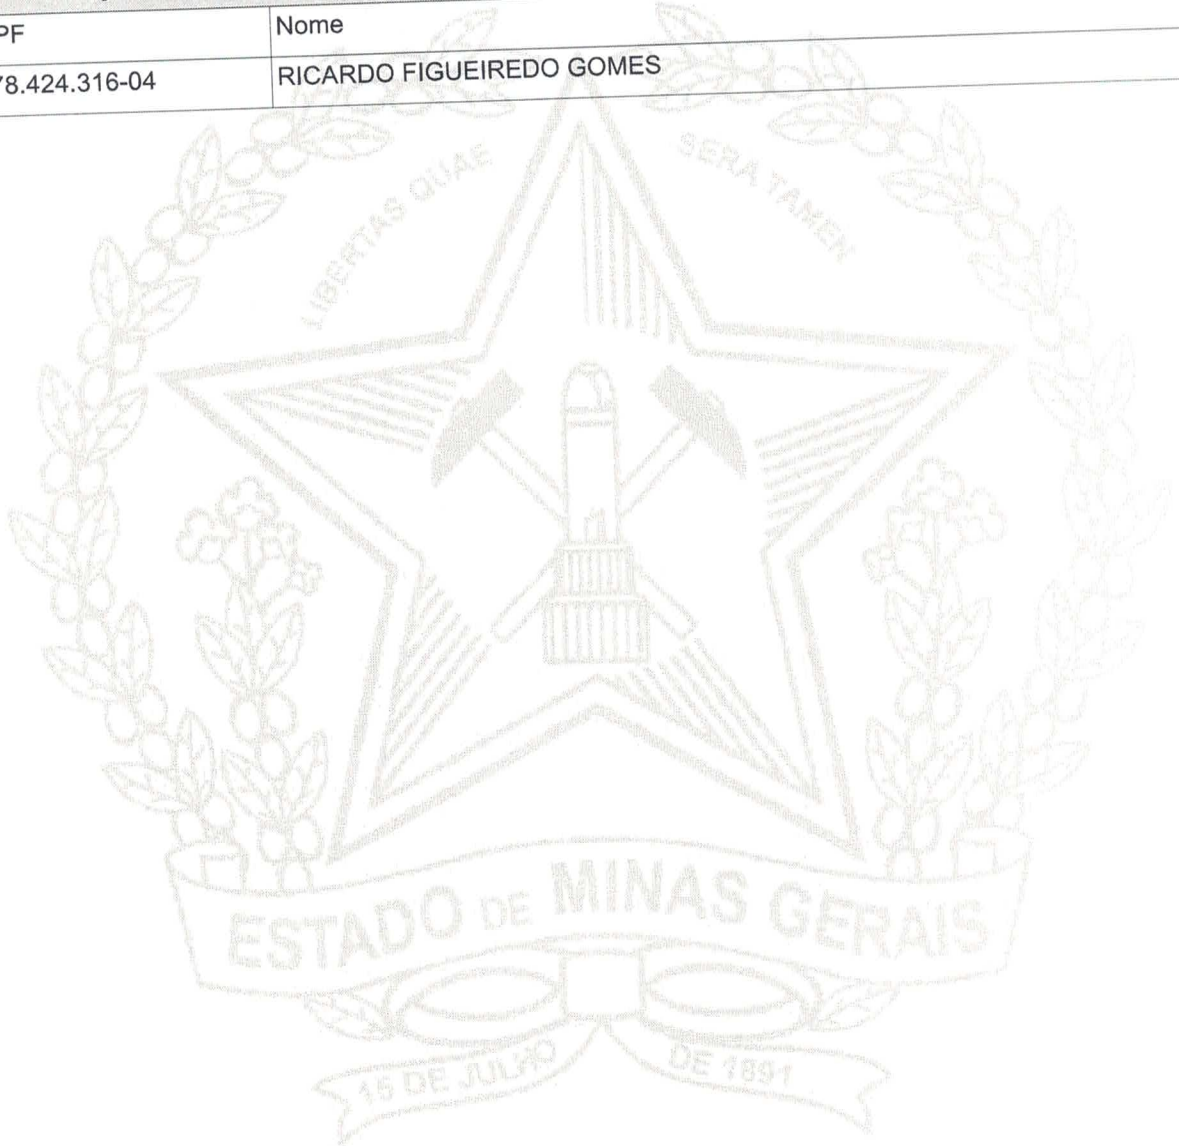 PF Nome
78.424.316-04 RICARDO FIGUEIREDO GOMES
LIBERTAS QUAE SERA TAMEN
ESTADO DE MINAS GERAIS
15 DE JULHO DE 1891